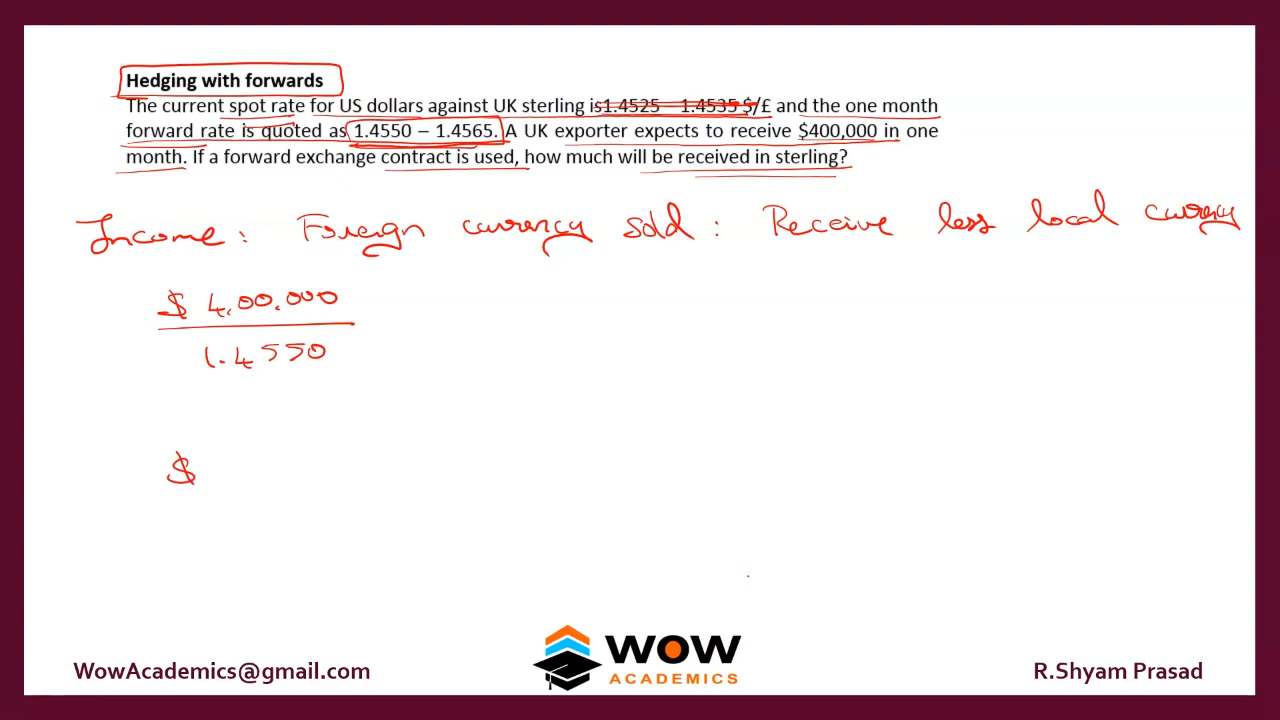 Hedging with forwards
The current spot rate for US dollars against UK sterling is 1.4525 – 1.4535 $/£ and the one month
forward rate is quoted as 1.4550 – 1.4565. A UK exporter expects to receive $400,000 in one
month. If a forward exchange contract is used, how much will be received in sterling?
Income: Foreign currency sold: Receive less local currency
$ 4,00,000
1.4550
$
WOW
ACADEMICS
WowAcademics@gmail.com
R.Shyam Prasad